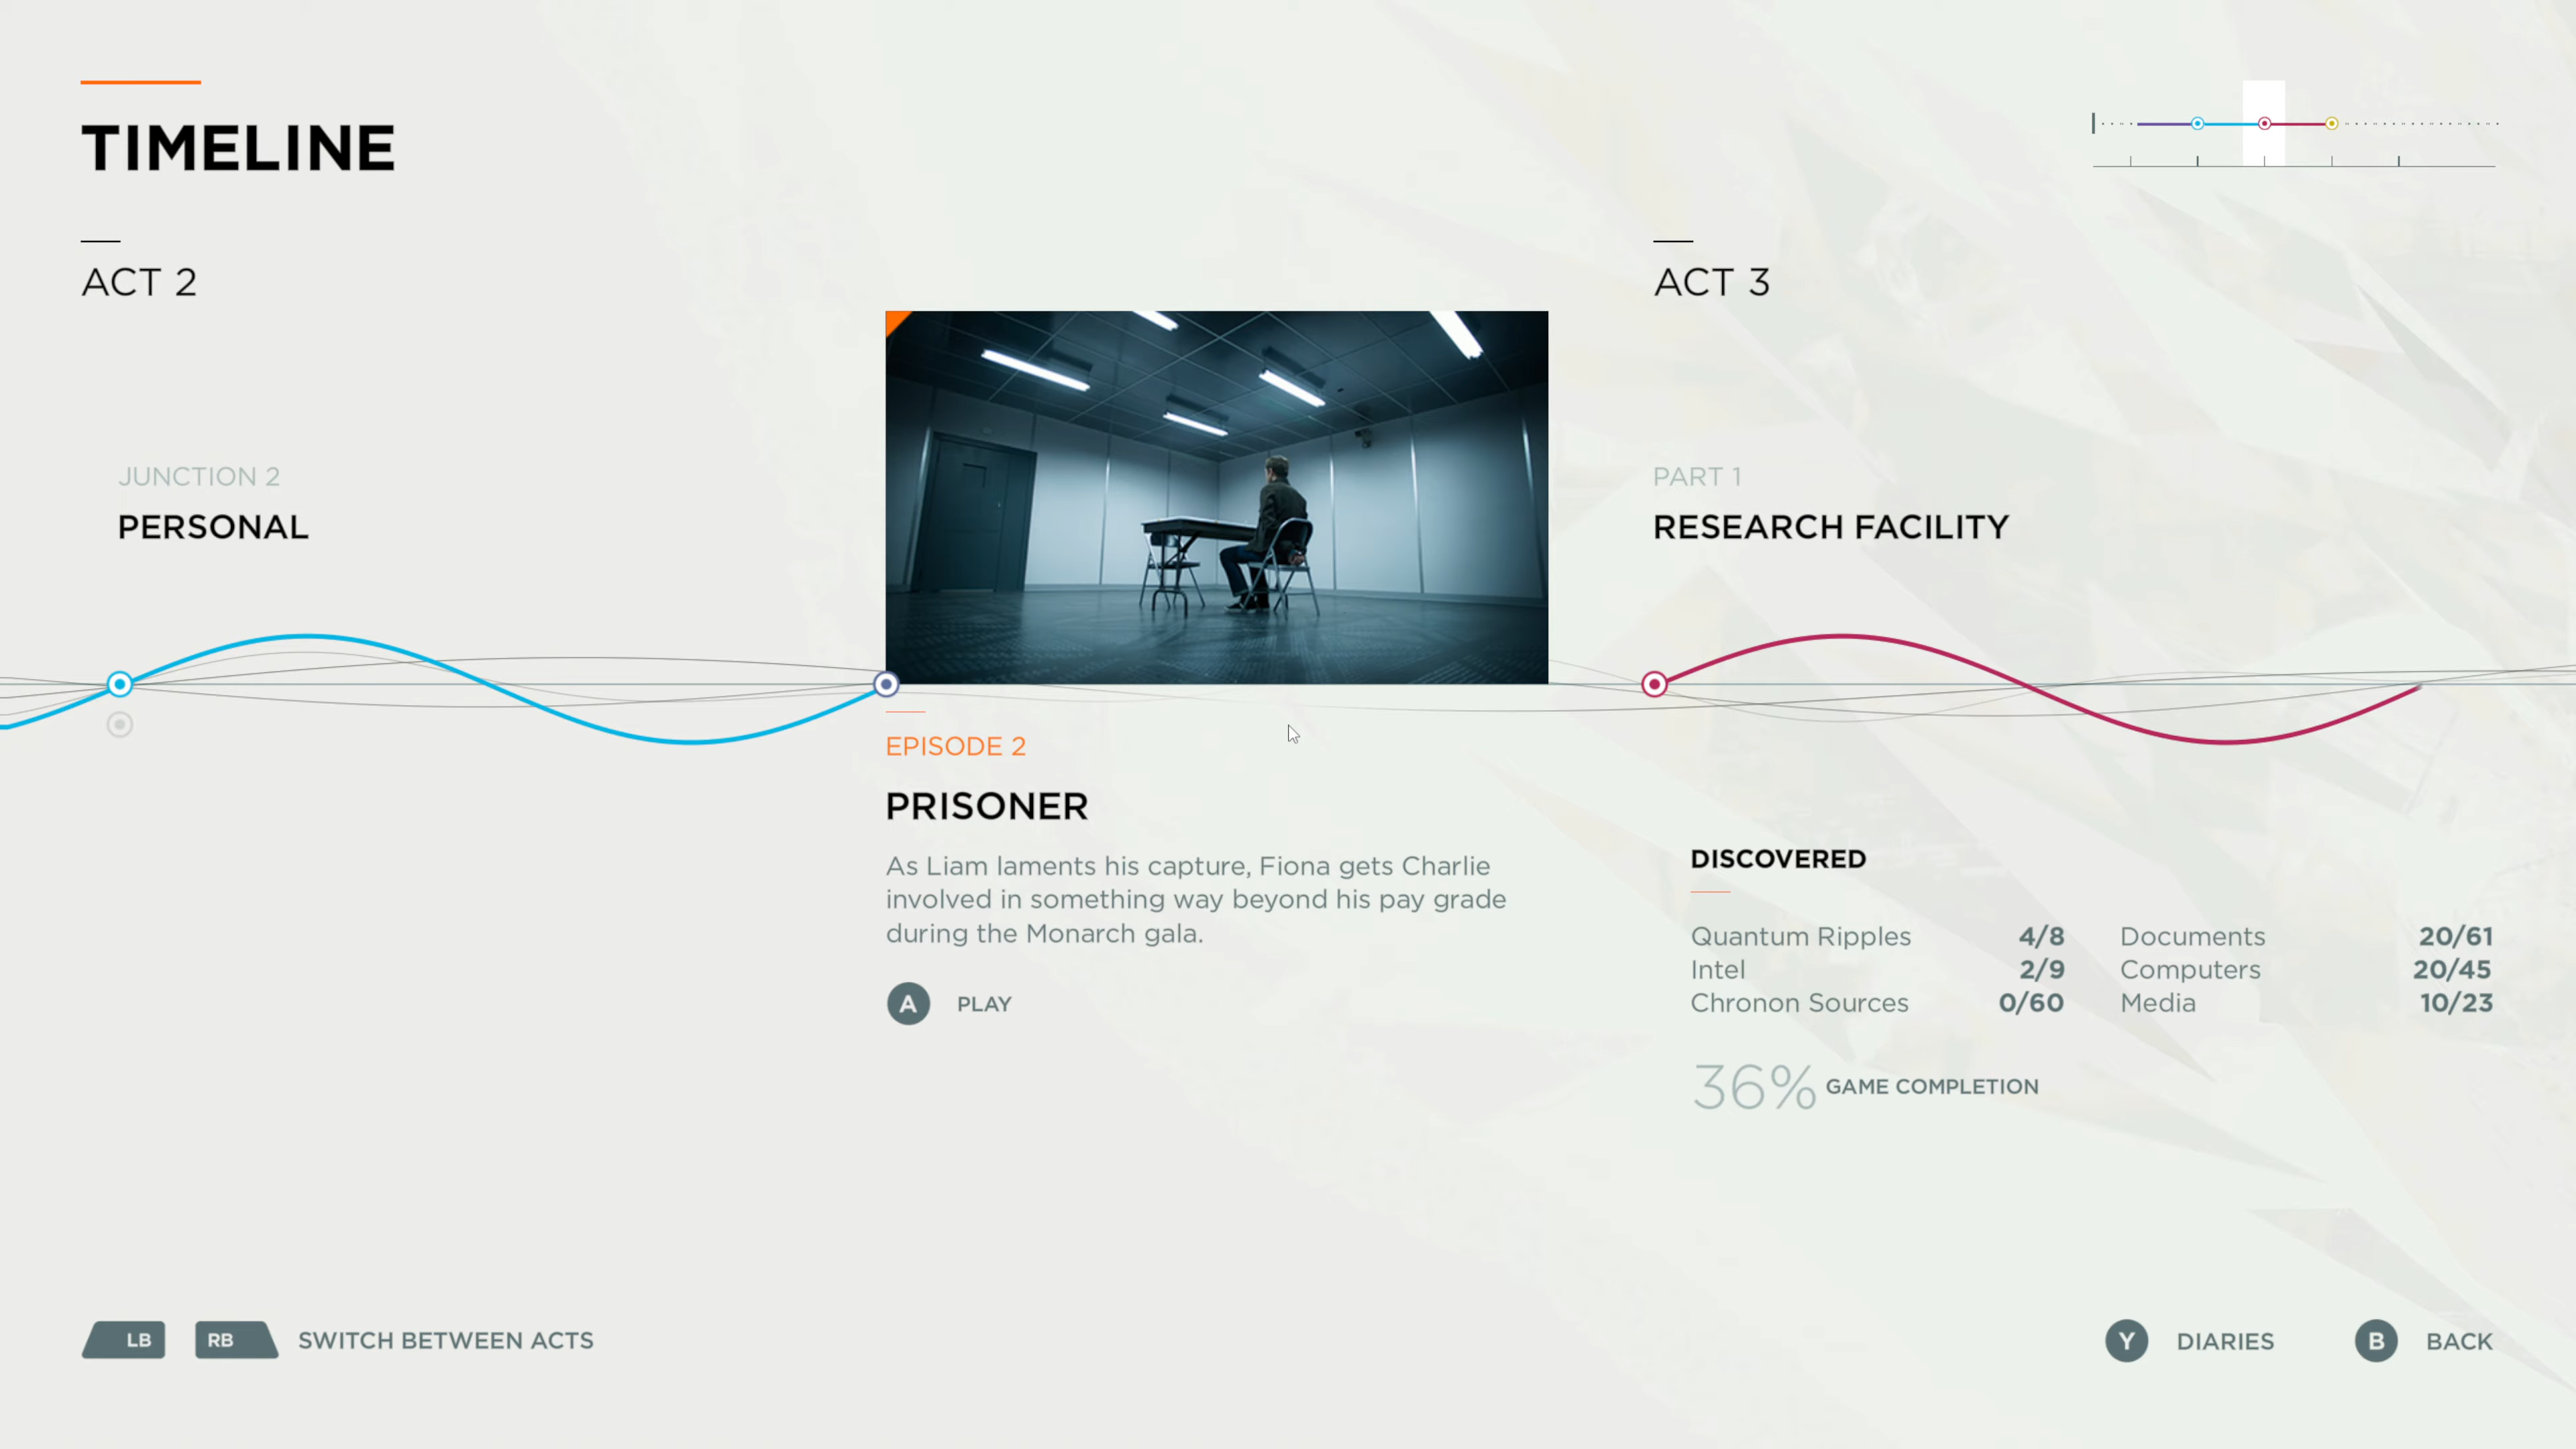 TIMELINE
ACT 2
ACT 3
JUNCTION 2
PERSONAL
PART 1
RESEARCH FACILITY
EPISODE 2
PRISONER
As Liam laments his capture, Fiona gets Charlie
involved in something way beyond his pay grade
during the Monarch gala.
A PLAY
DISCOVERED
Quantum Ripples 4/8 Documents 20/61
Intel 2/9 Computers 20/45
Chronon Sources 0/60 Media 10/23
36% GAME COMPLETION
LB RB SWITCH BETWEEN ACTS
Y DIARIES B BACK